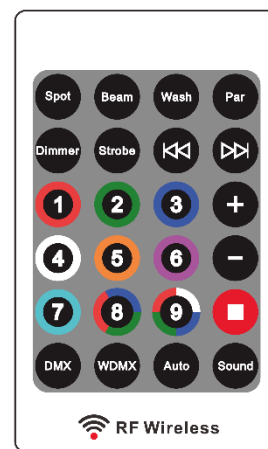 Spot Beam Wash Par
Dimmer Strobe
1 2 3 +
4 5 6 −
7 8 9
DMX WDMX Auto Sound
RF Wireless